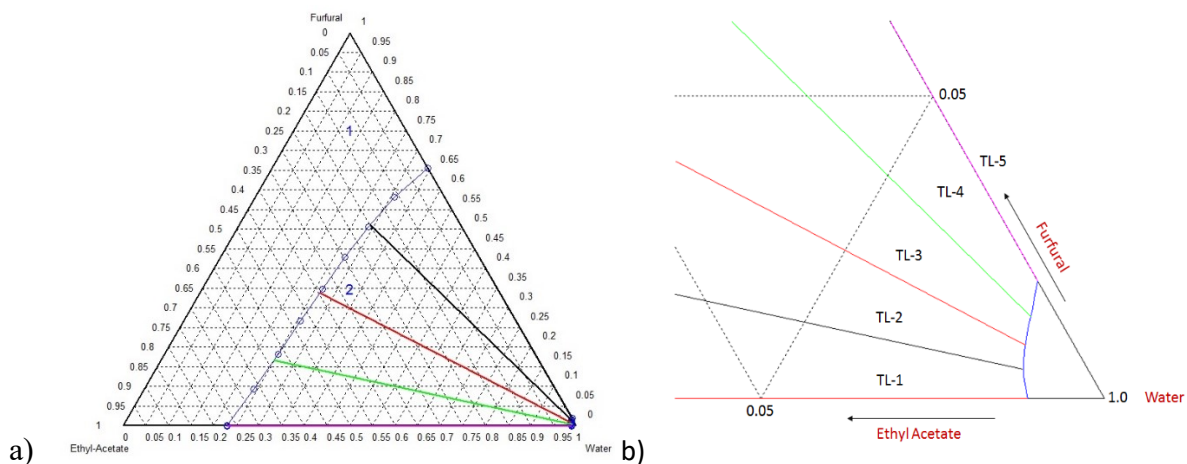 Furfural
0 1
0.05 0.95
0.1 0.9
0.15 0.85
0.2 0.8
0.25 1 0.75
0.3 0.7
0.35 0.65
0.4 0.6
0.45 0.55
0.5 0.5
0.55 0.45
0.6 0.4
0.65 2 0.35
0.7 0.3
0.75 0.25
0.8 0.2
0.85 0.15
0.9 0.1
0.95 0.05
1 0
0 0.05 0.1 0.15 0.2 0.25 0.3 0.35 0.4 0.45 0.5 0.55 0.6 0.65 0.7 0.75 0.8 0.85 0.9 0.95 1
Ethyl-Acetate Water
a)
0.05
TL-5
TL-4
Furfural
TL-3
TL-2
TL-1
0.05
1.0 Water
Ethyl Acetate
b)